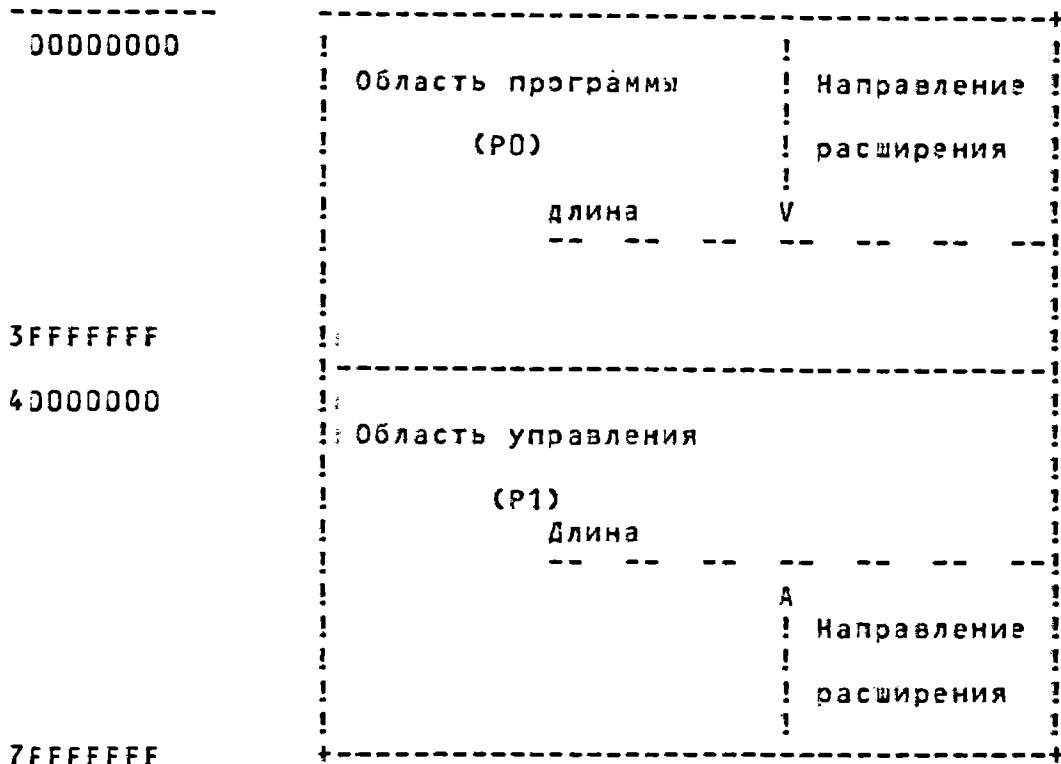 00000000
Область программы Направление
(P0) расширения
длина V
3FFFFFFF
40000000
Область управления
(P1)
Длина
A
Направление
расширения
7FFFFFFF